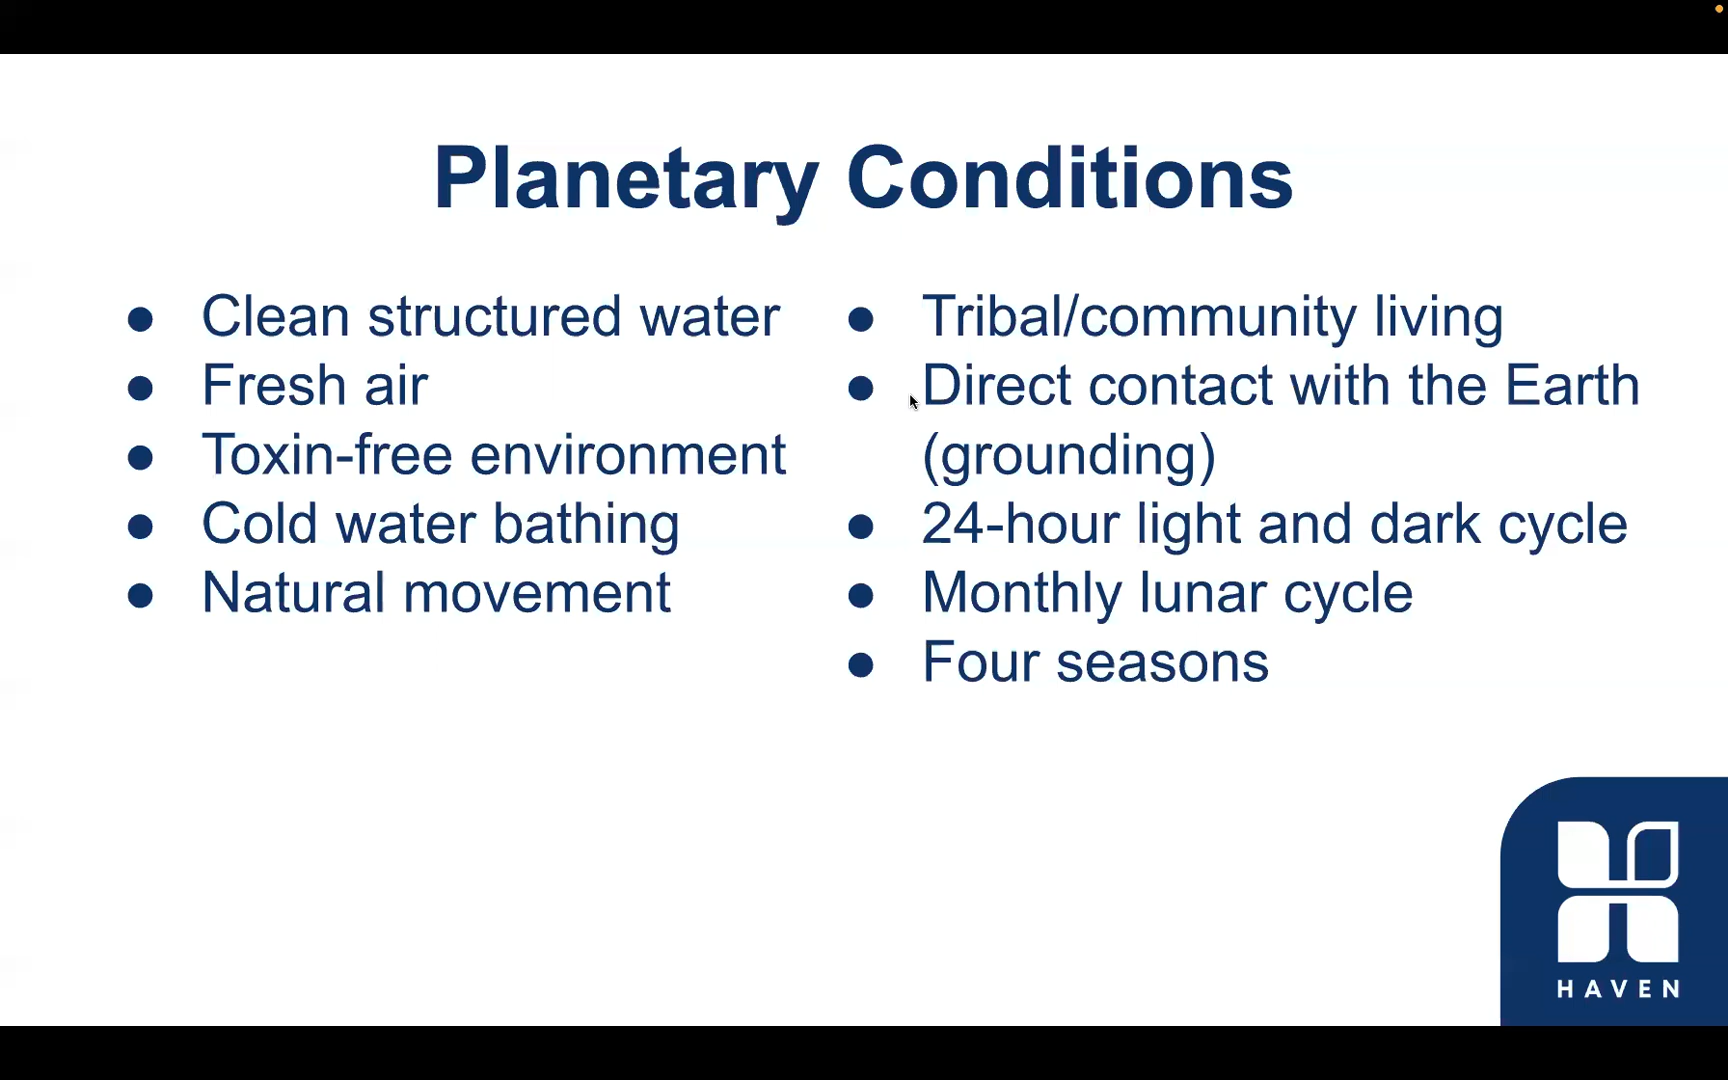 Planetary Conditions
● Clean structured water
● Fresh air
● Toxin-free environment
● Cold water bathing
● Natural movement
● Tribal/community living
● Direct contact with the Earth
(grounding)
● 24-hour light and dark cycle
● Monthly lunar cycle
● Four seasons
HAVEN